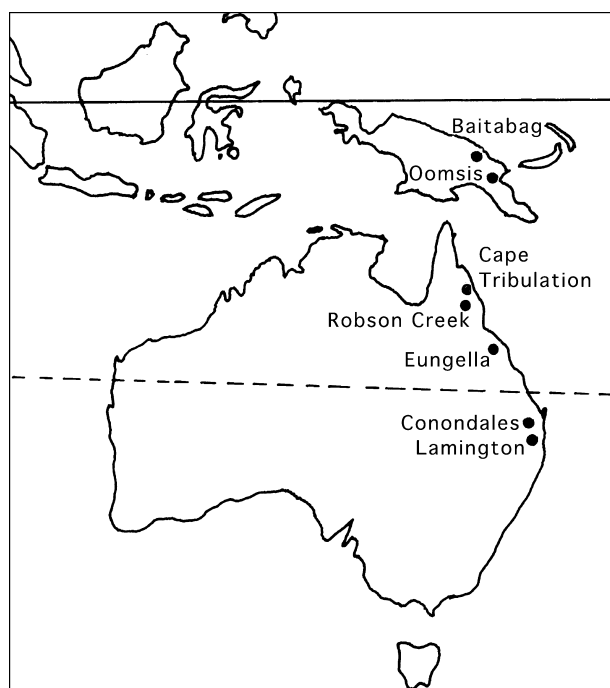 Baitabag
Oomsis
Cape
Tribulation
Robson Creek
Eungella
Conondales
Lamington